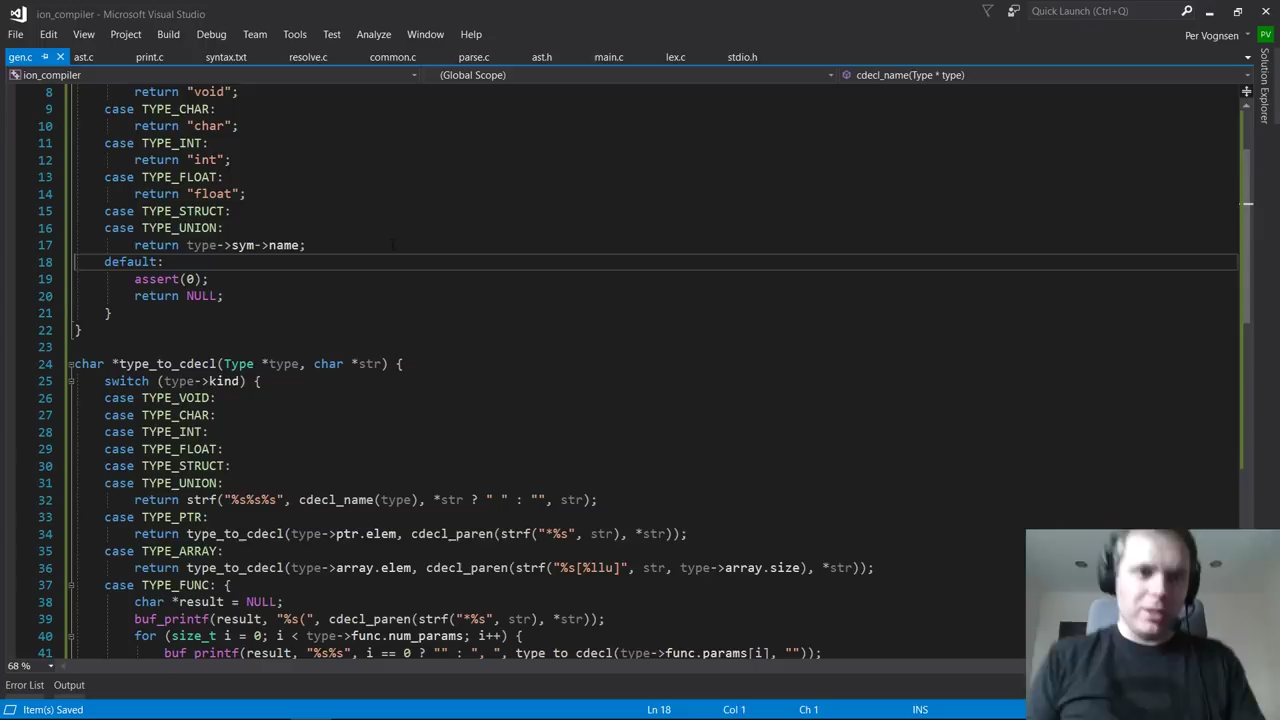 ion_compiler - Microsoft Visual Studio
Quick Launch (Ctrl+Q)
File Edit View Project Build Debug Team Tools Test Analyze Window Help
Per Vognsen PV
gen.c ast.c print.c syntax.txt resolve.c common.c parse.c ast.h main.c lex.c stdio.h
ion_compiler (Global Scope) cdecl_name(Type * type)
Solution Explorer
8 return "void";
9 case TYPE_CHAR:
10 return "char";
11 case TYPE_INT:
12 return "int";
13 case TYPE_FLOAT:
14 return "float";
15 case TYPE_STRUCT:
16 case TYPE_UNION:
17 return type->sym->name;
18 default:
19 assert(0);
20 return NULL;
21 }
22 }
23
24 char *type_to_cdecl(Type *type, char *str) {
25 switch (type->kind) {
26 case TYPE_VOID:
27 case TYPE_CHAR:
28 case TYPE_INT:
29 case TYPE_FLOAT:
30 case TYPE_STRUCT:
31 case TYPE_UNION:
32 return strf("%s%s%s", cdecl_name(type), *str ? " " : "", str);
33 case TYPE_PTR:
34 return type_to_cdecl(type->ptr.elem, cdecl_paren(strf("*%s", str), *str));
35 case TYPE_ARRAY:
36 return type_to_cdecl(type->array.elem, cdecl_paren(strf("%s[%llu]", str, type->array.size), *str));
37 case TYPE_FUNC: {
38 char *result = NULL;
39 buf_printf(result, "%s(", cdecl_paren(strf("*%s", str), *str));
40 for (size_t i = 0; i < type->func.num_params; i++) {
41 buf_printf(result, "%s%s", i == 0 ? "" : ", ", type_to_cdecl(type->func.params[i], ""));
68 %
Error List Output
Item(s) Saved Ln 18 Col 1 Ch 1 INS